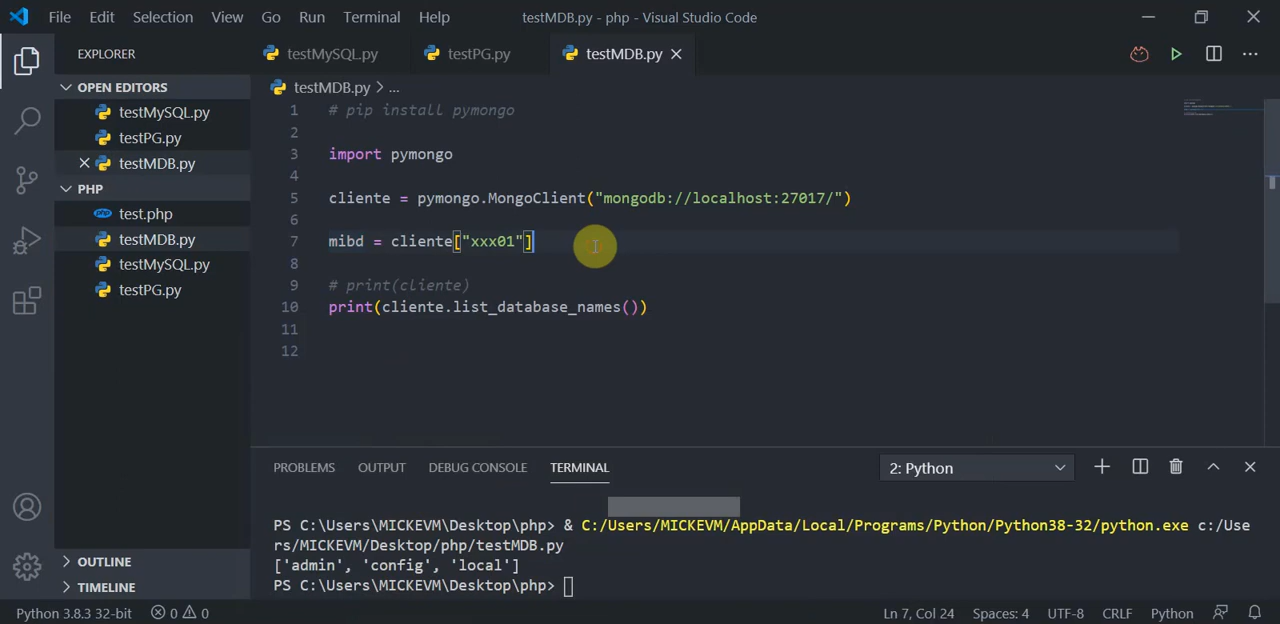 File Edit Selection View Go Run Terminal Help testMDB.py - php - Visual Studio Code
EXPLORER
testMySQL.py testPG.py testMDB.py
OPEN EDITORS
testMySQL.py
testPG.py
testMDB.py
PHP
test.php
testMDB.py
testMySQL.py
testPG.py
OUTLINE
TIMELINE
testMDB.py > ...
1 # pip install pymongo
2
3 import pymongo
4
5 cliente = pymongo.MongoClient("mongodb://localhost:27017/")
6
7 mibd = cliente["xxx01"]
8
9 # print(cliente)
10 print(cliente.list_database_names())
11
12
PROBLEMS OUTPUT DEBUG CONSOLE TERMINAL 2: Python
PS C:\Users\MICKEVM\Desktop\php> & C:/Users/MICKEVM/AppData/Local/Programs/Python/Python38-32/python.exe c:/Use
rs/MICKEVM/Desktop/php/testMDB.py
['admin', 'config', 'local']
PS C:\Users\MICKEVM\Desktop\php>
Python 3.8.3 32-bit 0 0 Ln 7, Col 24 Spaces: 4 UTF-8 CRLF Python